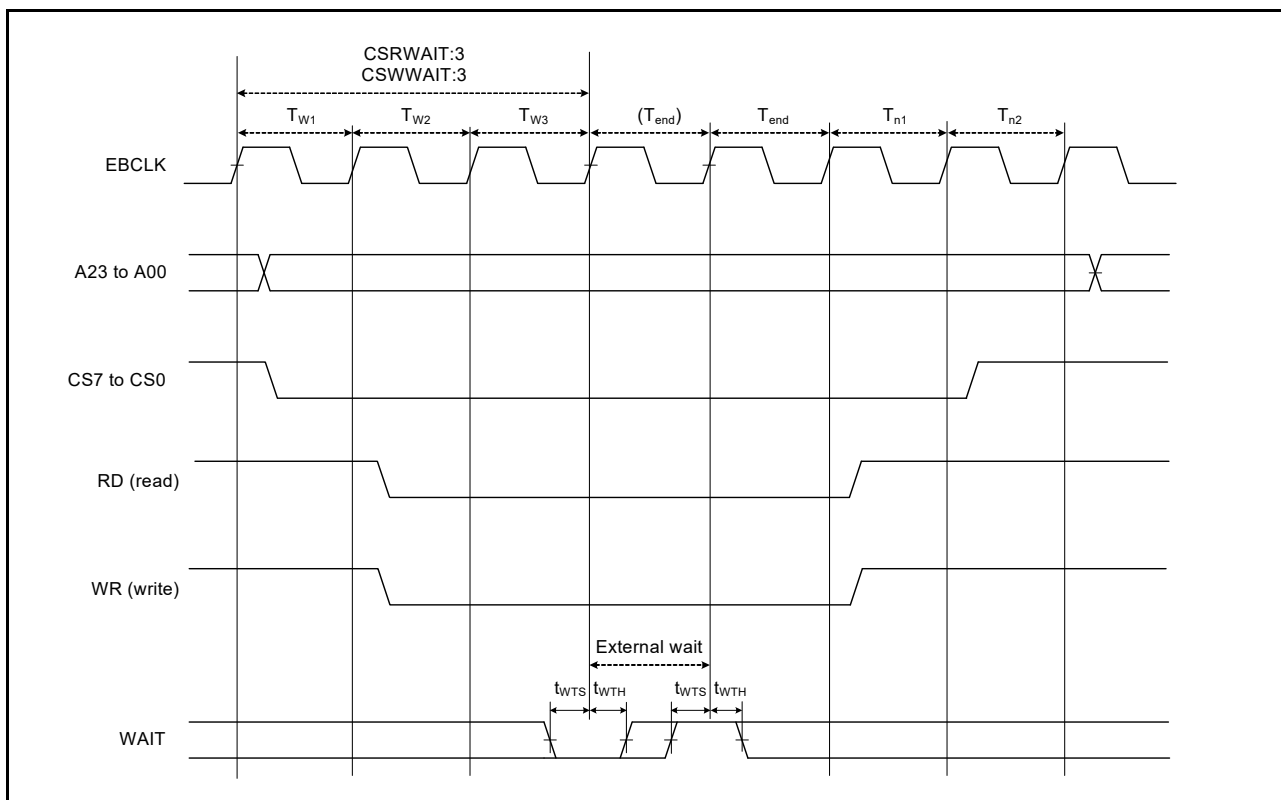 CSRWAIT:3
CSWWAIT:3
TW1 TW2 TW3 (Tend) Tend Tn1 Tn2
EBCLK
A23 to A00
CS7 to CS0
RD (read)
WR (write)
External wait
tWTS tWTH tWTS tWTH
WAIT